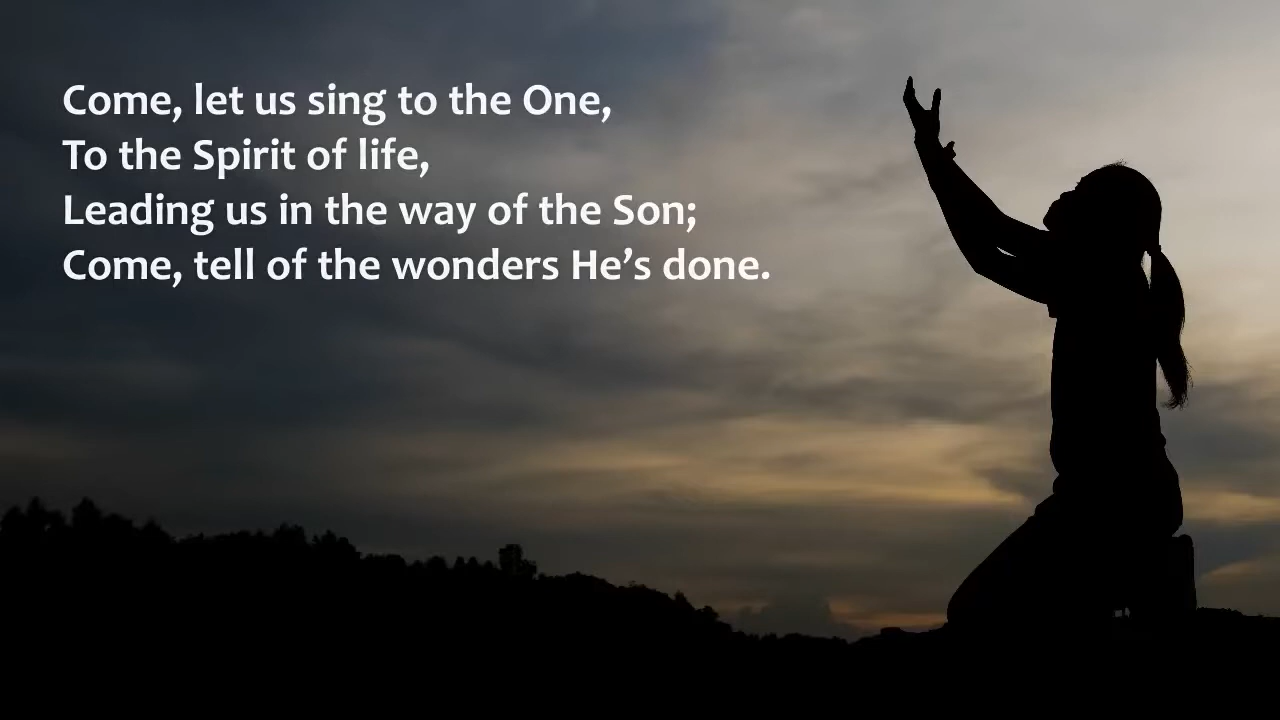 Come, let us sing to the One,
To the Spirit of life,
Leading us in the way of the Son;
Come, tell of the wonders He’s done.